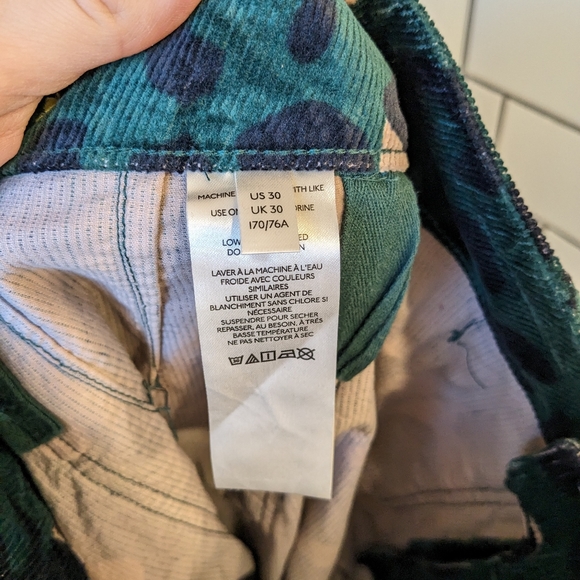 MACHINE
US 30
ITH LIKE
USE ON
UK 30
ORINE
170/76A
LOW
ED
DO
N
LAVER À LA MACHINE À L'EAU
FROIDE AVEC COULEURS
SIMILAIRES
UTILISER UN AGENT DE
BLANCHIMENT SANS CHLORE SI
NÉCESSAIRE
SUSPENDRE POUR SÉCHER
REPASSER, AU BESOIN, À TRÈS
BASSE TEMPÉRATURE
NE PAS NETTOYER À SEC